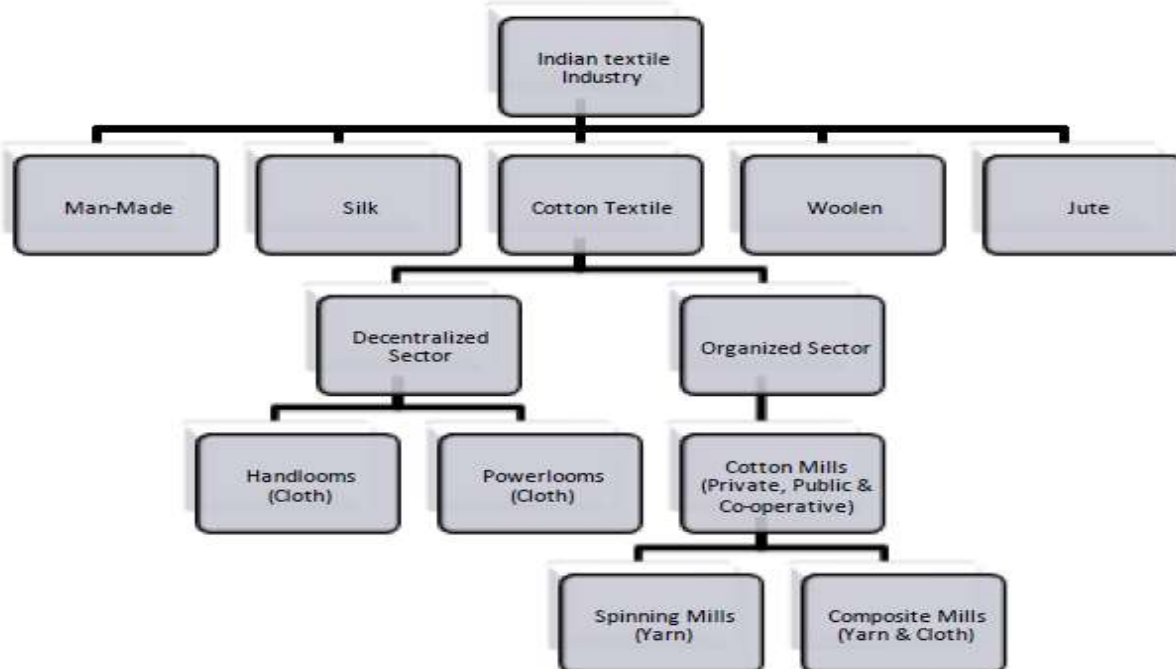 Indian textile
Industry
Man-Made
Silk
Cotton Textile
Woolen
Jute
Decentralized
Sector
Organized Sector
Handlooms
(Cloth)
Powerlooms
(Cloth)
Cotton Mills
(Private, Public &
Co-operative)
Spinning Mills
(Yarn)
Composite Mills
(Yarn & Cloth)